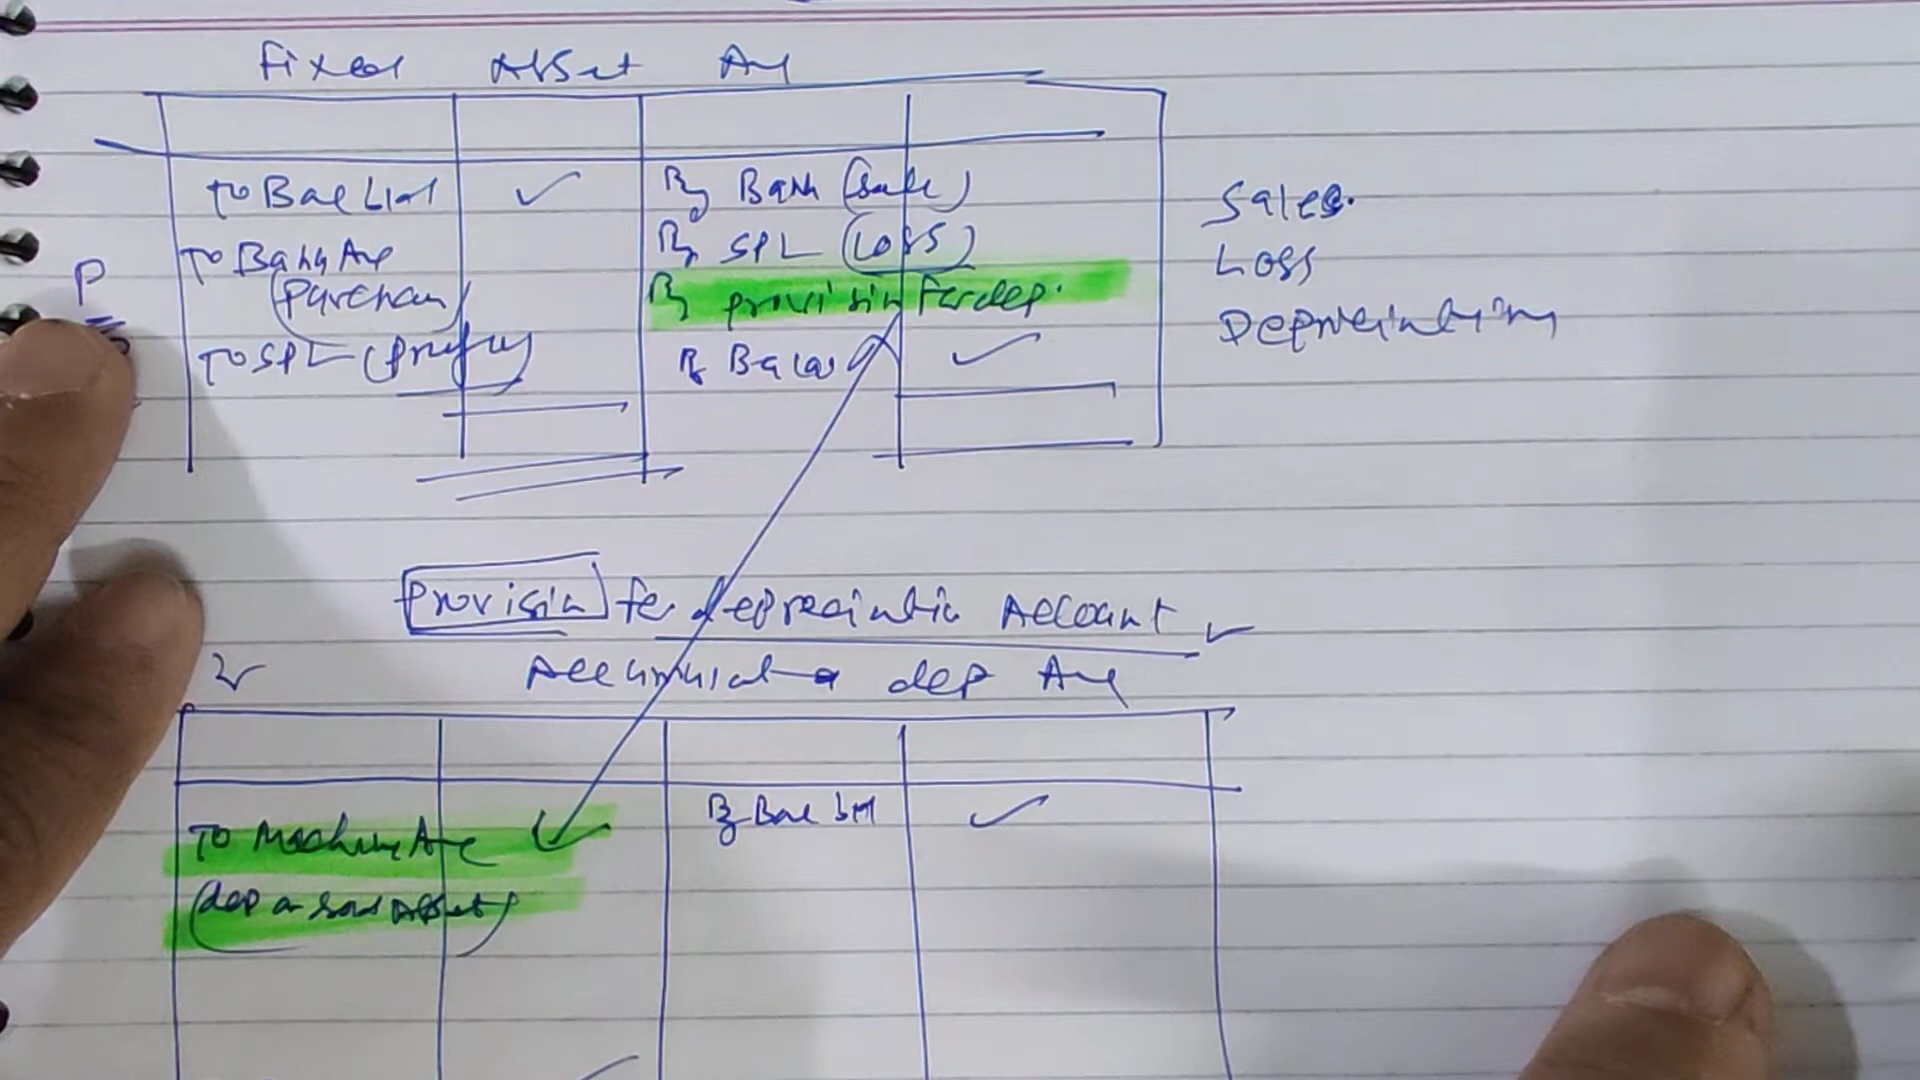 Fixed Asset A/c
To Bal b/d ✓ By Bank (Sale) Sales.
To Bank A/c By SPL (Loss) Loss
P (Purchase) By provision for dep. Depreciation
To SPL (profit) By Balance ✓
Provision for depreciation Account ✓
Accumulated dep A/c
To Machine A/c By Bal b/d ✓
(dep on sold Asset)